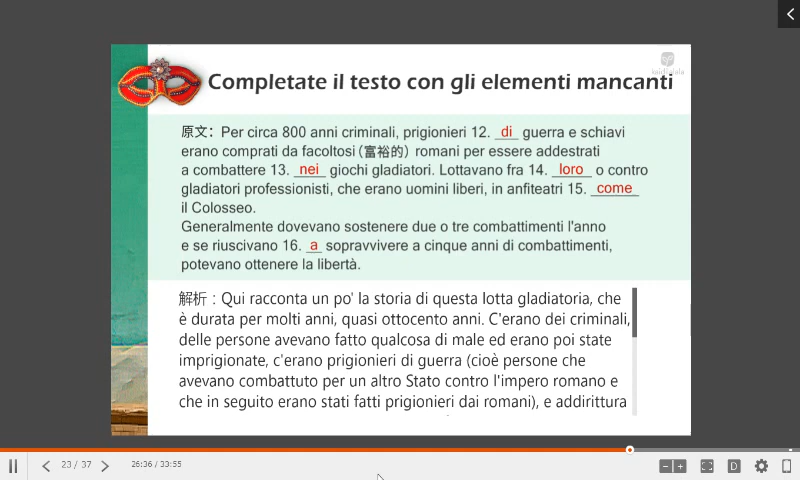 Completate il testo con gli elementi mancanti
原文：Per circa 800 anni criminali, prigionieri 12. di guerra e schiavi
erano comprati da facoltosi (富裕的) romani per essere addestrati
a combattere 13. nei giochi gladiatori. Lottavano fra 14. loro o contro
gladiatori professionisti, che erano uomini liberi, in anfiteatri 15. come
il Colosseo.
Generalmente dovevano sostenere due o tre combattimenti l'anno
e se riuscivano 16. a sopravvivere a cinque anni di combattimenti,
potevano ottenere la libertà.
解析：Qui racconta un po' la storia di questa lotta gladiatoria, che
è durata per molti anni, quasi ottocento anni. C'erano dei criminali,
delle persone avevano fatto qualcosa di male ed erano poi state
imprigionate, c'erano prigionieri di guerra (cioè persone che
avevano combattuto per un altro Stato contro l'impero romano e
che in seguito erano stati fatti prigionieri dai romani), e addirittura
23 / 37
26:36 / 33:55
D